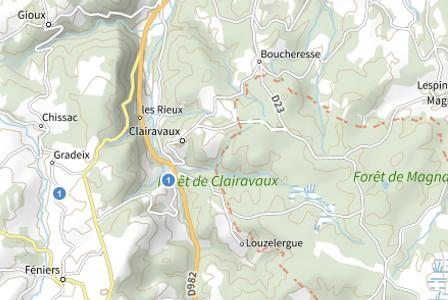 Gioux
Boucheresse
Lespin
Mag
D23
les Rieux
Chissac
Clairavaux
Gradeix
1
Forêt de Clairavaux
Forêt de Magna
1
Louzelergue
Féniers
D982